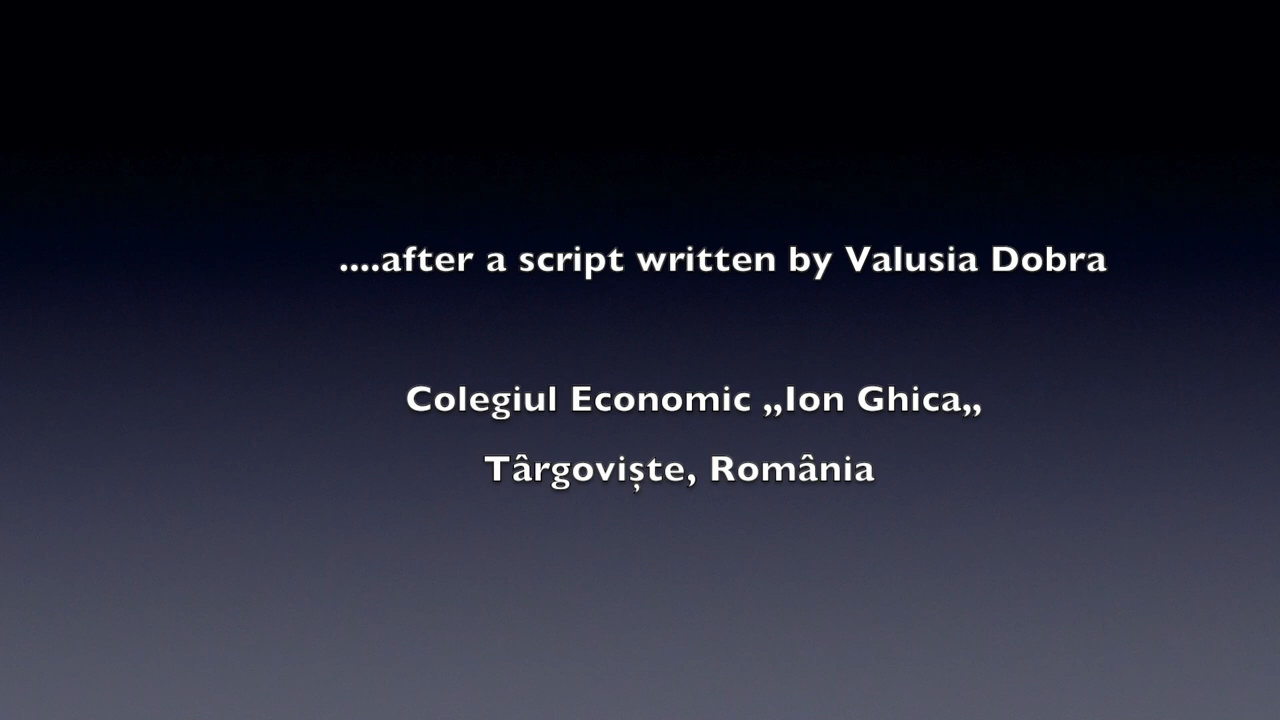 ....after a script written by Valusia Dobra
Colegiul Economic „Ion Ghica„
Târgoviște, România